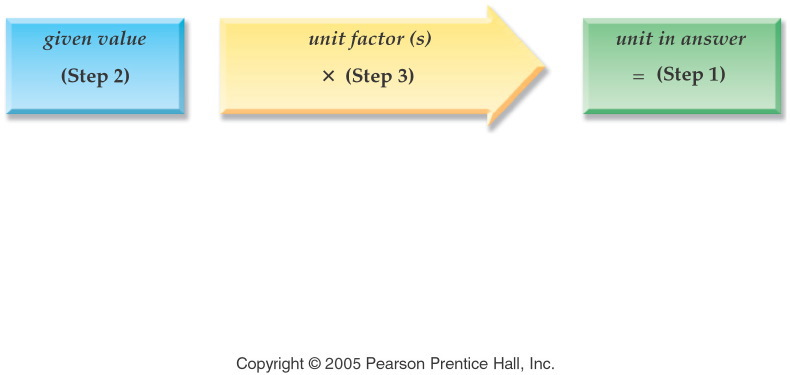 given value
(Step 2)
unit factor (s)
× (Step 3)
unit in answer
= (Step 1)
Copyright © 2005 Pearson Prentice Hall, Inc.